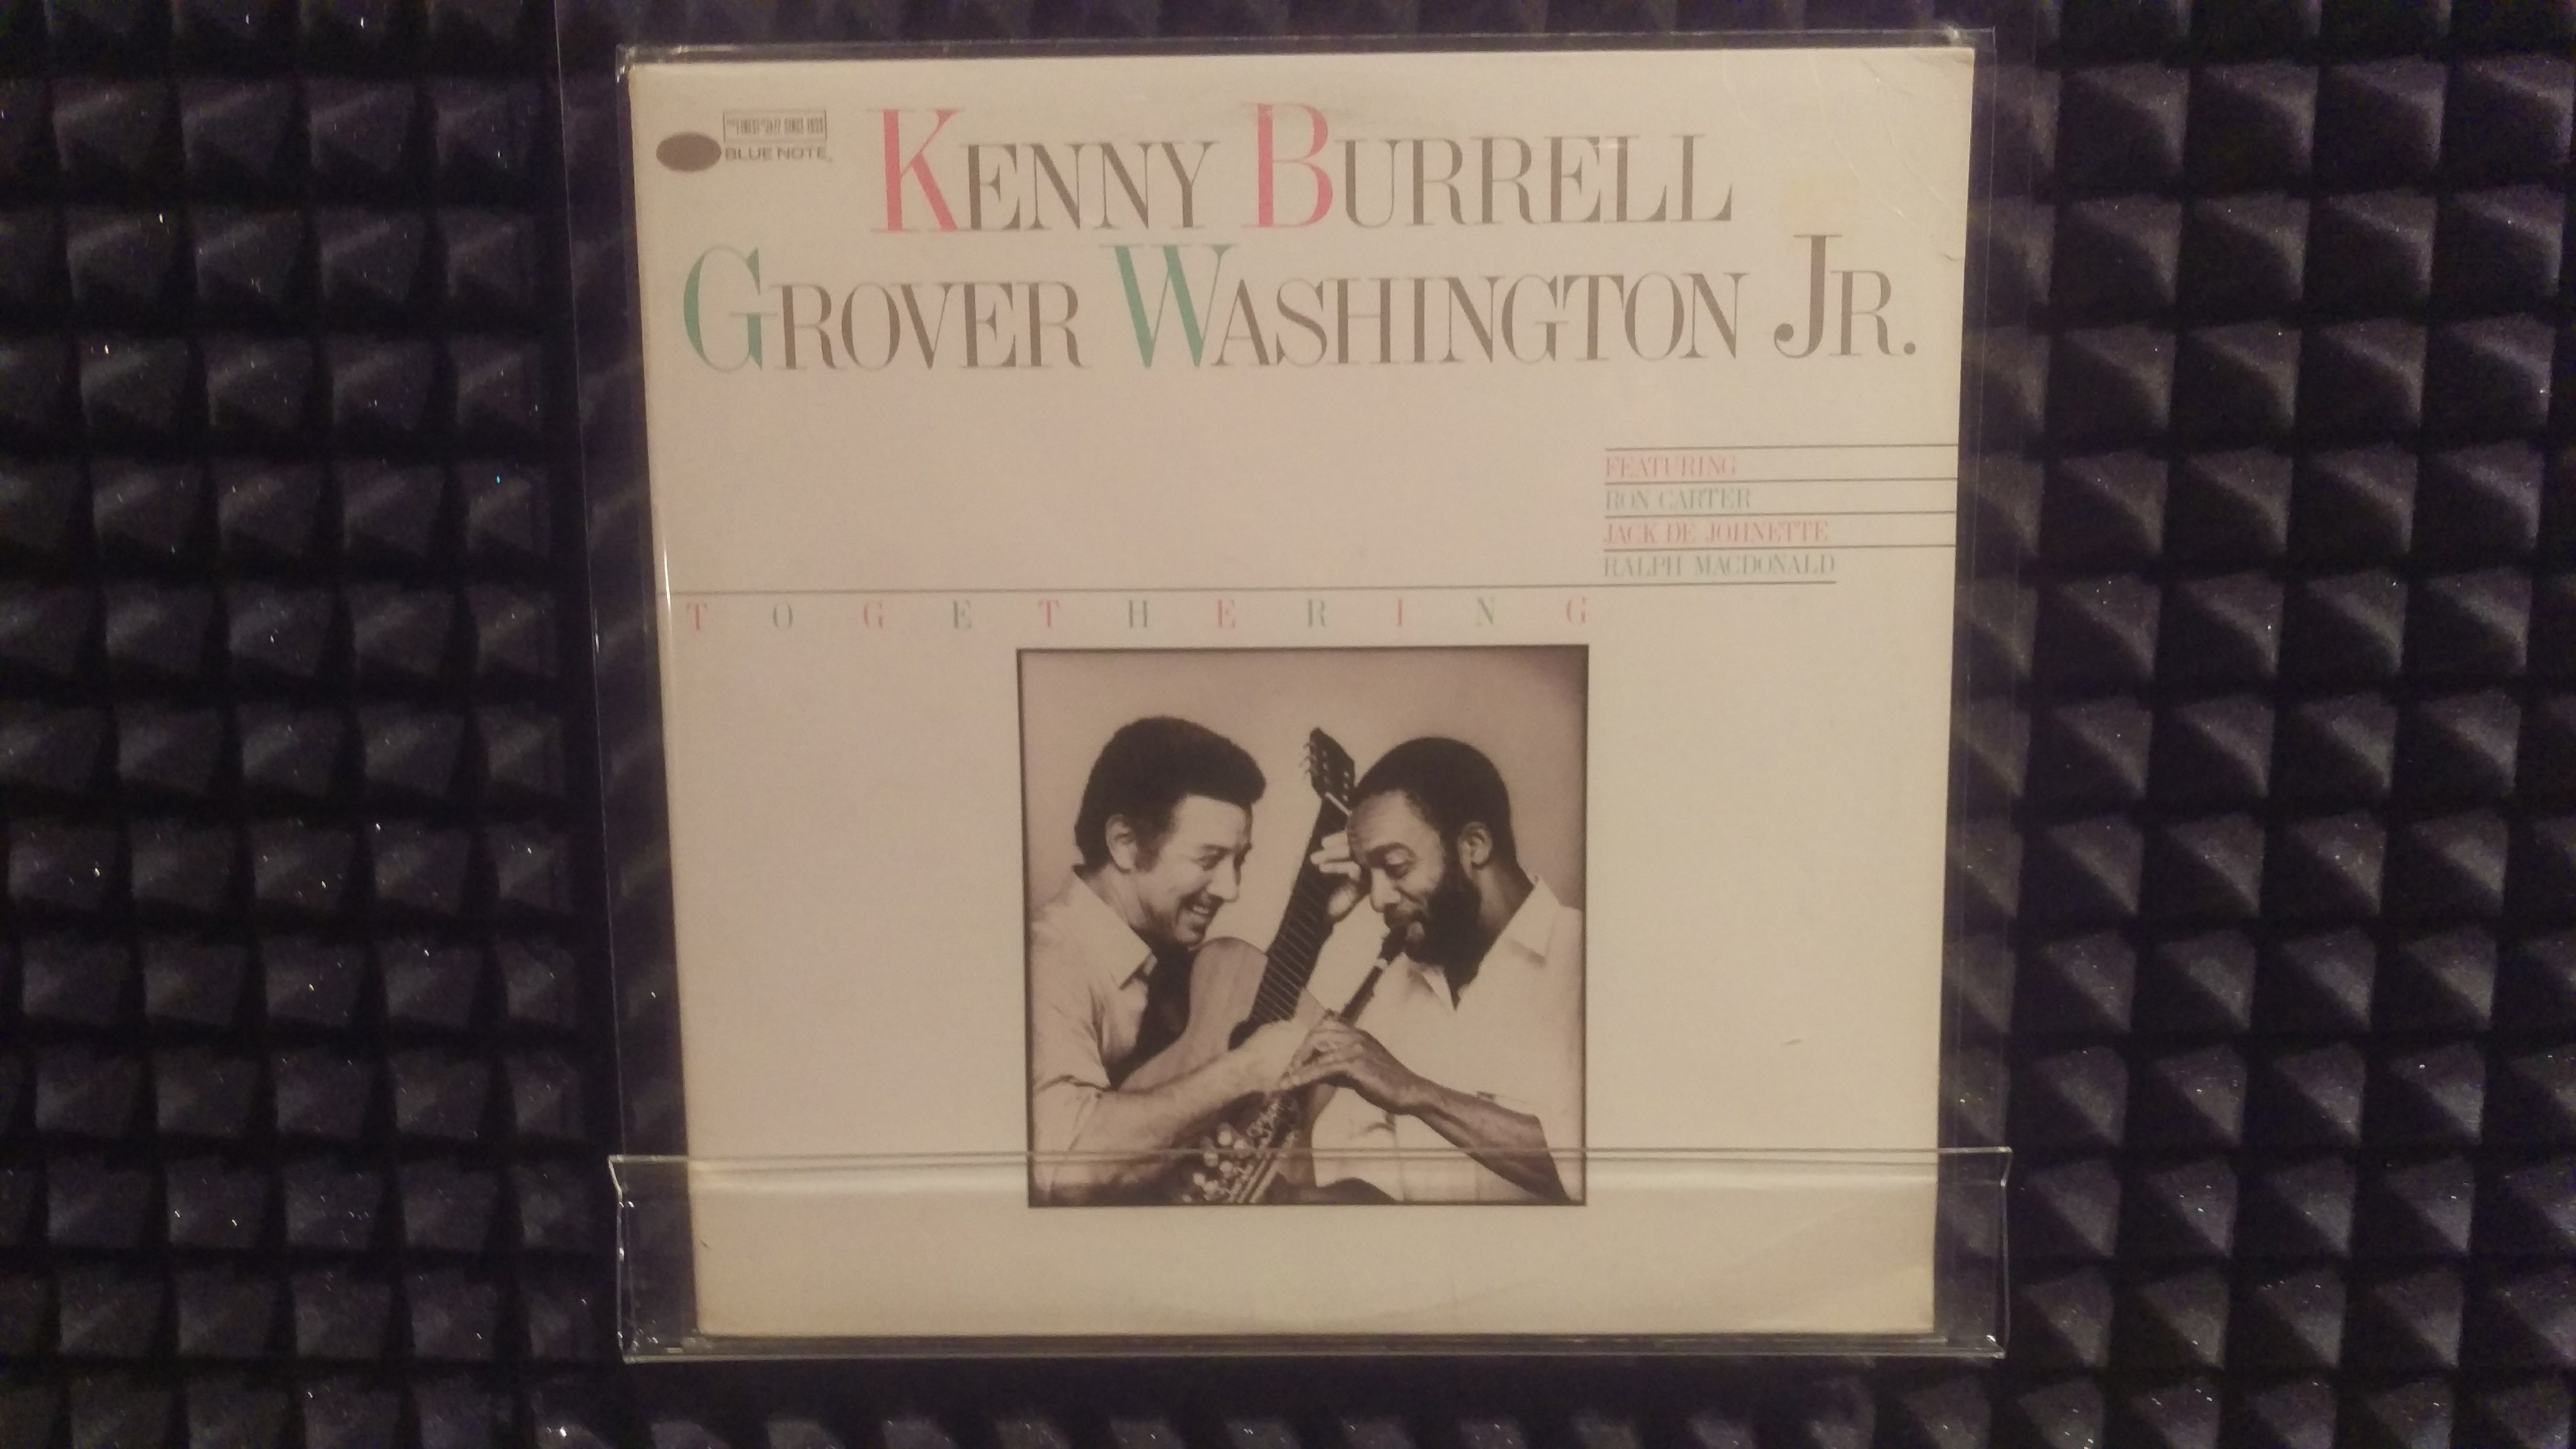 THE FINEST IN JAZZ SINCE 1939
BLUE NOTE
KENNY BURRELL
GROVER WASHINGTON JR.
FEATURING
RON CARTER
JACK DE JOHNETTE
RALPH MACDONALD
TOGETHERING